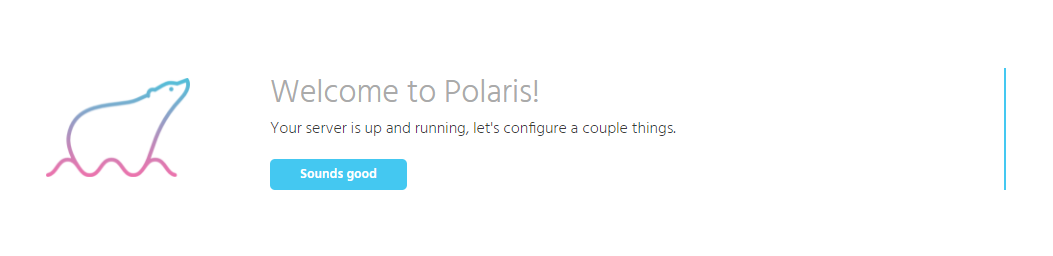 Welcome to Polaris!
Your server is up and running, let's configure a couple things.
Sounds good